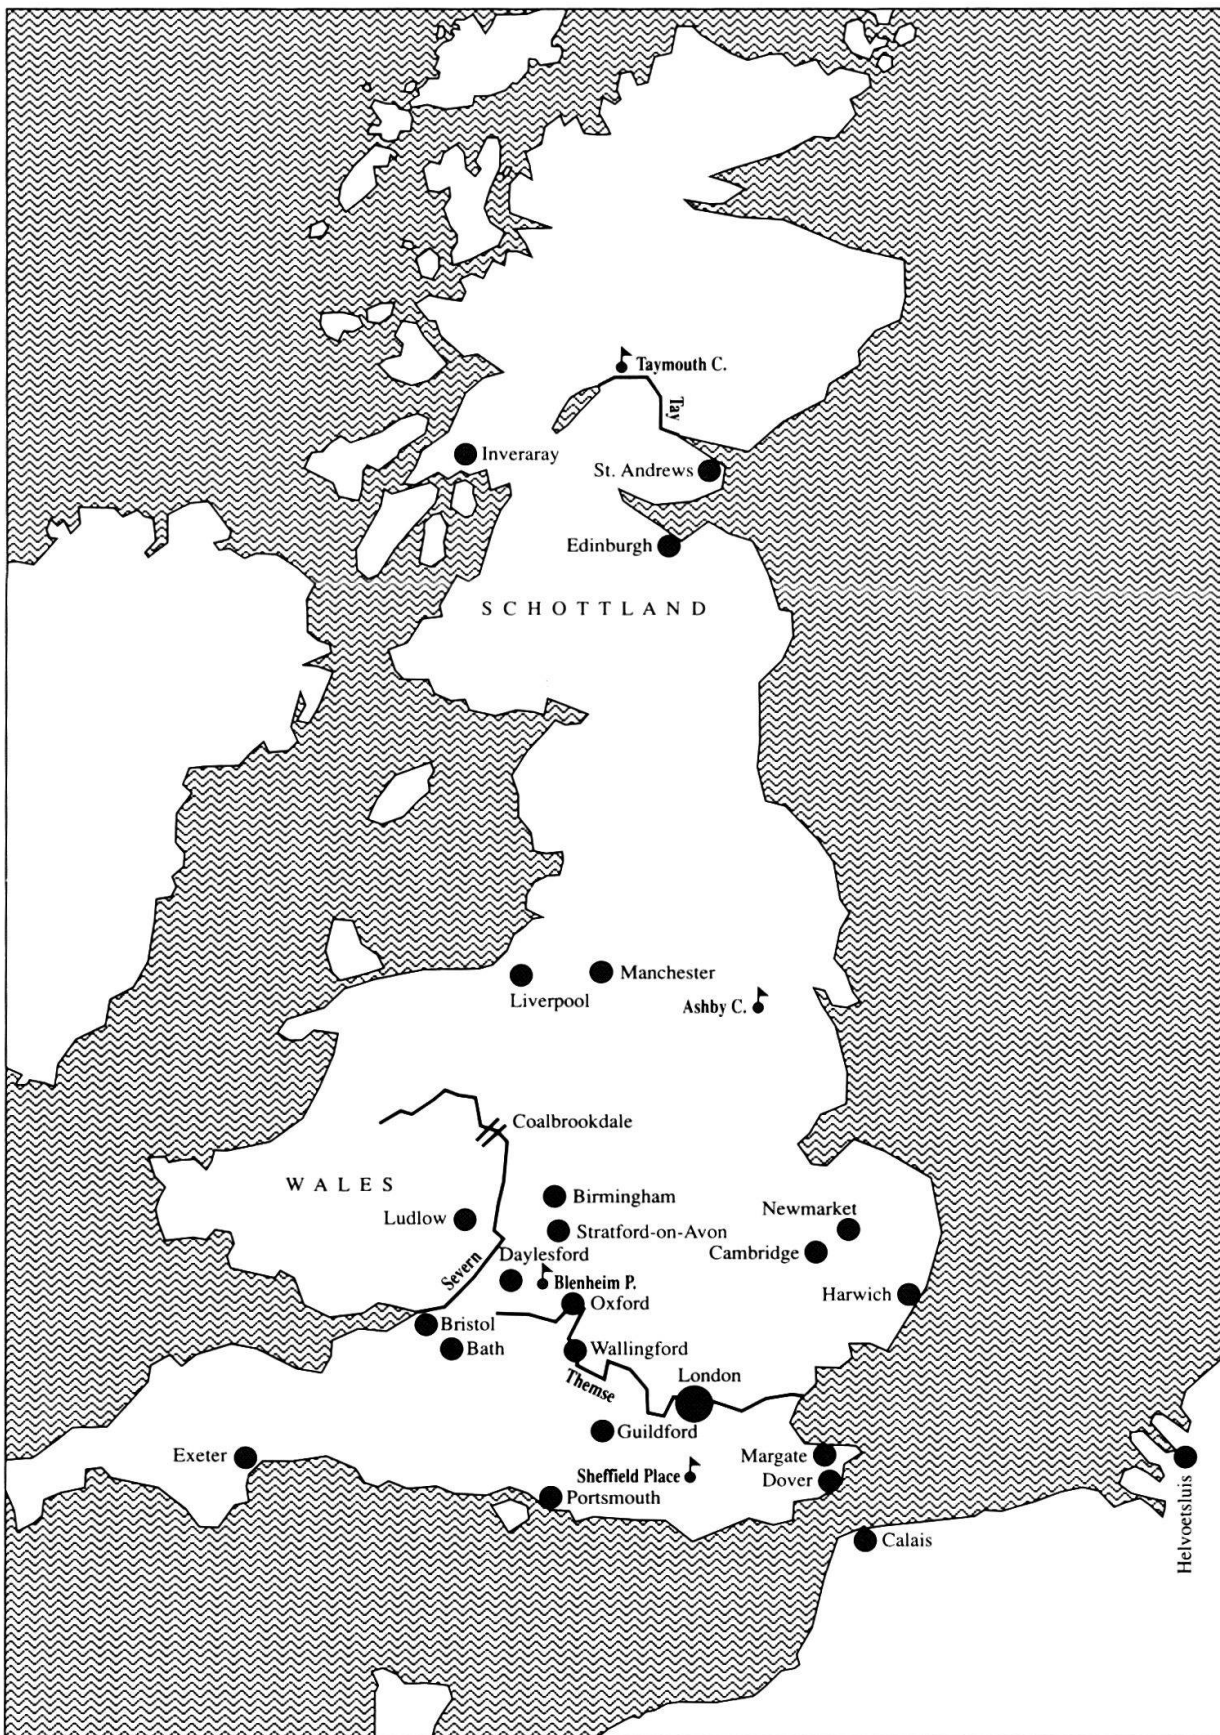 Taymouth C.
Tay
Inveraray
St. Andrews
Edinburgh
SCHOTTLAND
Manchester
Liverpool
Ashby C.
Coalbrookdale
WALES
Birmingham
Ludlow
Newmarket
Stratford-on-Avon
Cambridge
Daylesford
Severn
Blenheim P.
Harwich
Oxford
Bristol
Bath
Wallingford
Themse
London
Guildford
Exeter
Margate
Sheffield Place
Dover
Portsmouth
Calais
Helvoetsluis